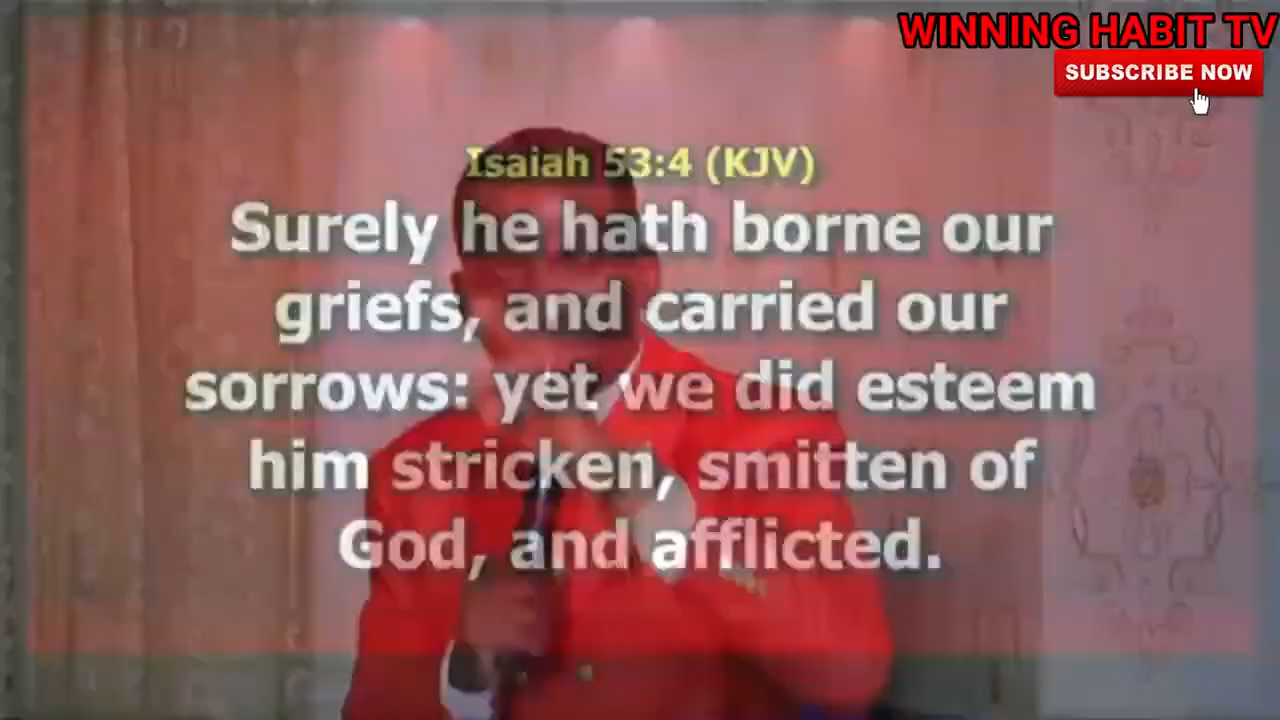 WINNING HABIT TV
SUBSCRIBE NOW
Isaiah 53:4 (KJV)
Surely he hath borne our
griefs, and carried our
sorrows: yet we did esteem
him stricken, smitten of
God, and afflicted.